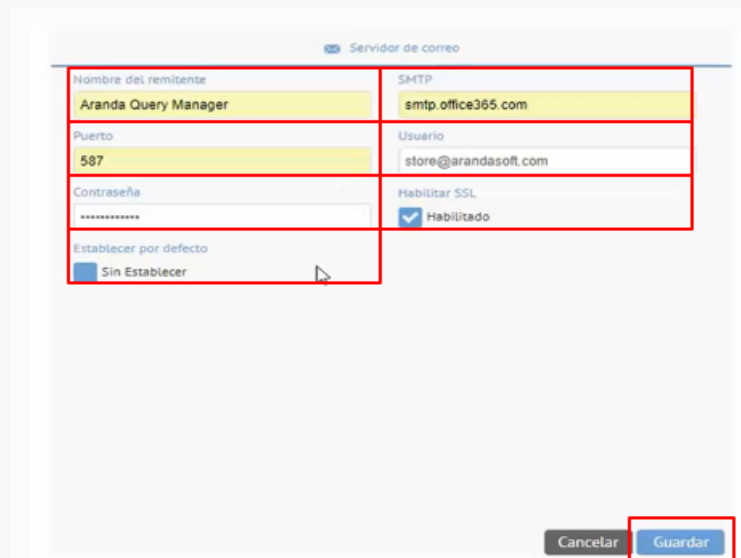 Servidor de correo
Nombre del remitente SMTP
Aranda Query Manager smtp.office365.com
Puerto Usuario
587 store@arandasoft.com
Contraseña Habilitar SSL
•••••••••••• Habilitado
Establecer por defecto
Sin Establecer
Cancelar Guardar